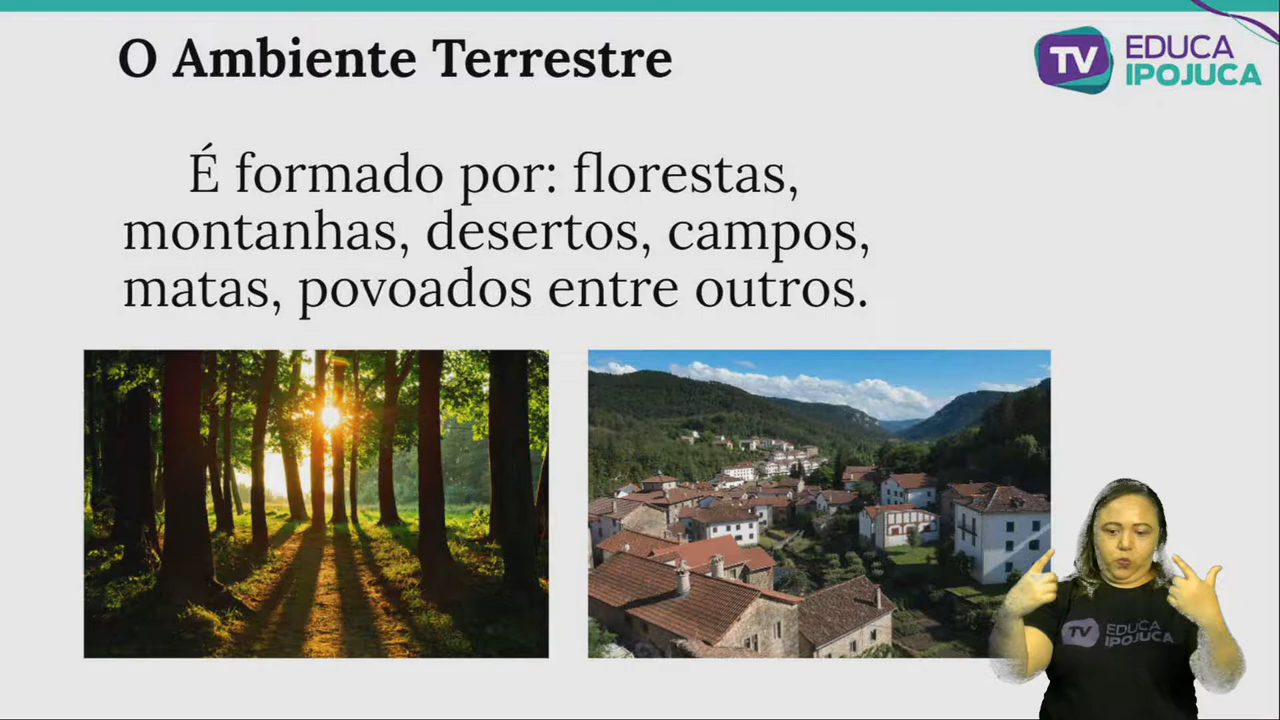 O Ambiente Terrestre
TV EDUCA
IPOJUCA
É formado por: florestas,
montanhas, desertos, campos,
matas, povoados entre outros.
TV EDUCA
IPOJUCA